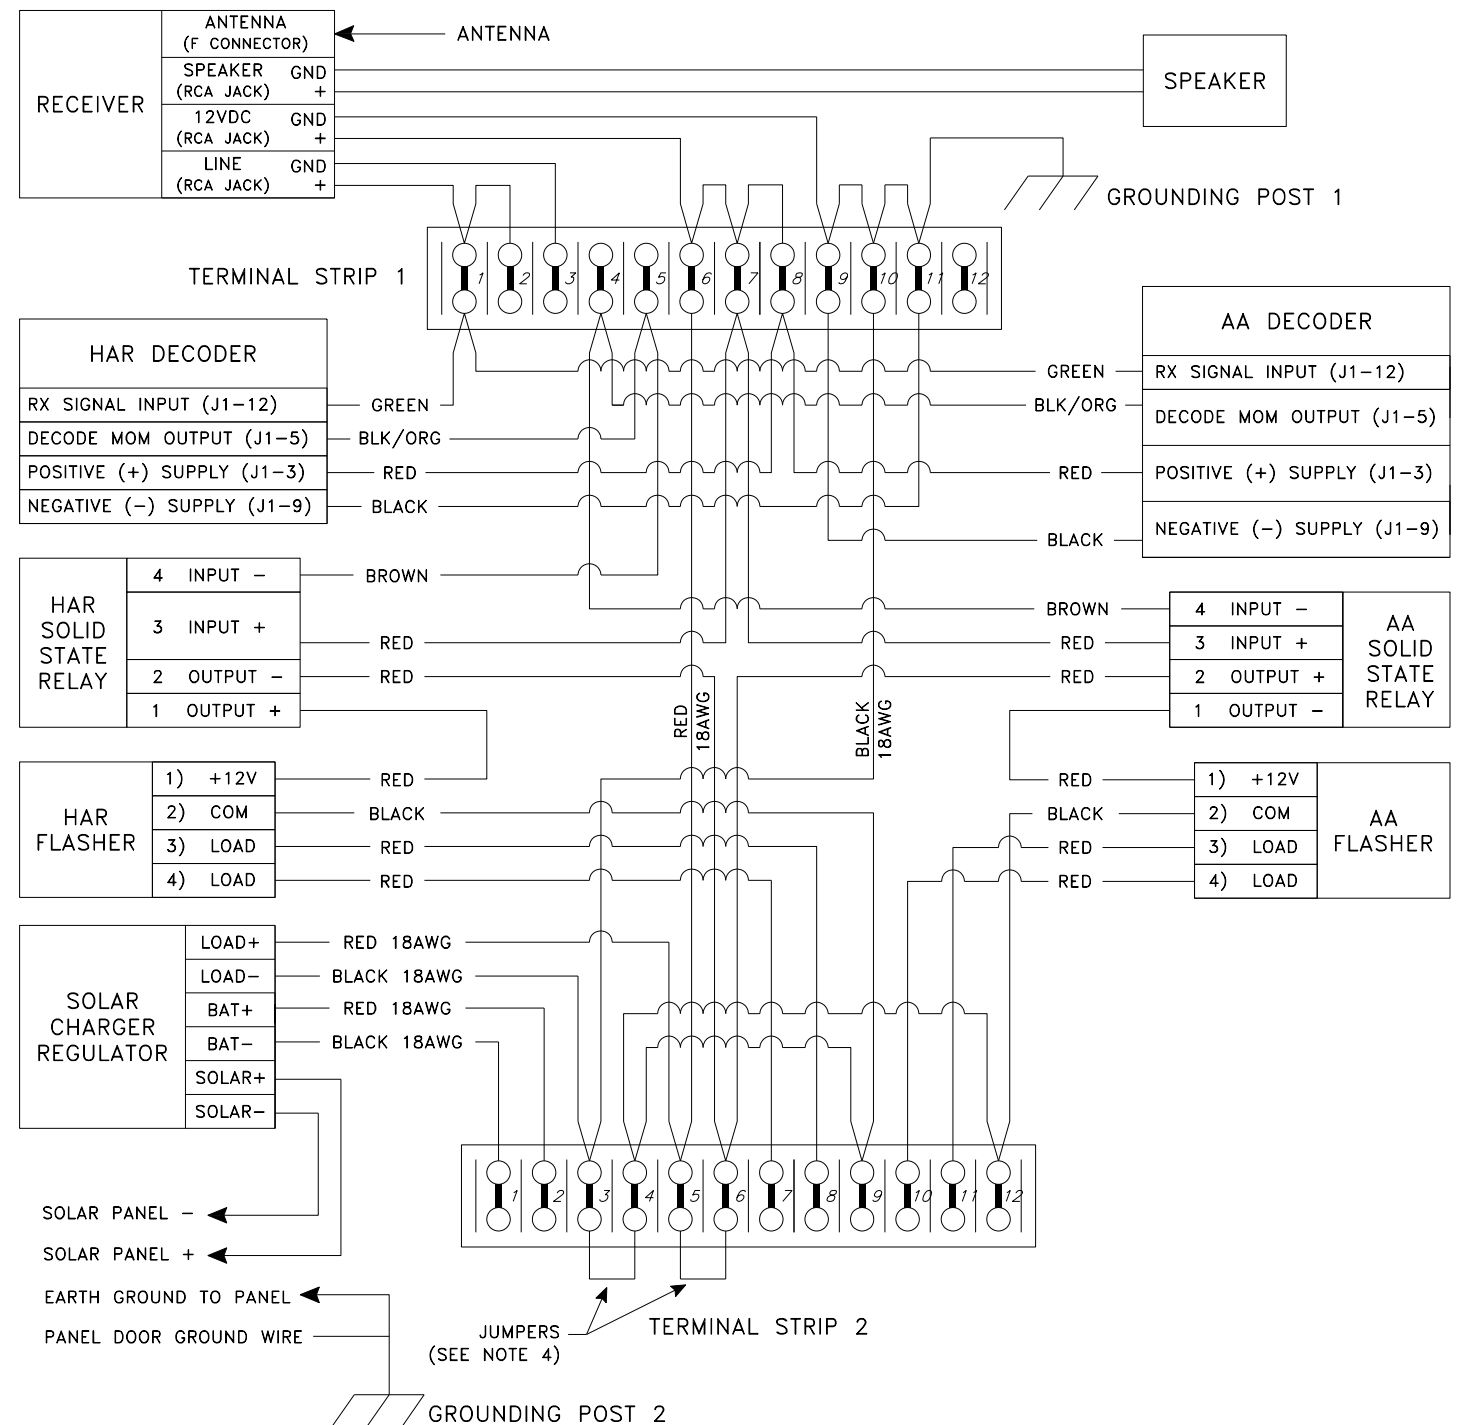 ANTENNA
(F CONNECTOR)
ANTENNA
SPEAKER GND
(RCA JACK) +
SPEAKER
RECEIVER
12VDC GND
(RCA JACK) +
LINE GND
(RCA JACK) +
GROUNDING POST 1
TERMINAL STRIP 1
1 2 3 4 5 6 7 8 9 10 11 12
HAR DECODER
RX SIGNAL INPUT (J1-12)
GREEN
DECODE MOM OUTPUT (J1-5)
BLK/ORG
POSITIVE (+) SUPPLY (J1-3)
RED
NEGATIVE (-) SUPPLY (J1-9)
BLACK
AA DECODER
GREEN
RX SIGNAL INPUT (J1-12)
BLK/ORG
DECODE MOM OUTPUT (J1-5)
RED
POSITIVE (+) SUPPLY (J1-3)
BLACK
NEGATIVE (-) SUPPLY (J1-9)
HAR
SOLID
STATE
RELAY
4 INPUT -
BROWN
3 INPUT +
RED
2 OUTPUT -
RED
1 OUTPUT +
BROWN
4 INPUT -
RED
3 INPUT +
RED
2 OUTPUT +
1 OUTPUT -
AA
SOLID
STATE
RELAY
RED
18AWG
BLACK
18AWG
HAR
FLASHER
1) +12V
RED
2) COM
BLACK
3) LOAD
RED
4) LOAD
RED
RED
1) +12V
BLACK
2) COM
RED
3) LOAD
RED
4) LOAD
AA
FLASHER
SOLAR
CHARGER
REGULATOR
LOAD+
RED 18AWG
LOAD-
BLACK 18AWG
BAT+
RED 18AWG
BAT-
BLACK 18AWG
SOLAR+
SOLAR-
1 2 3 4 5 6 7 8 9 10 11 12
SOLAR PANEL -
SOLAR PANEL +
EARTH GROUND TO PANEL
PANEL DOOR GROUND WIRE
JUMPERS
(SEE NOTE 4)
TERMINAL STRIP 2
GROUNDING POST 2